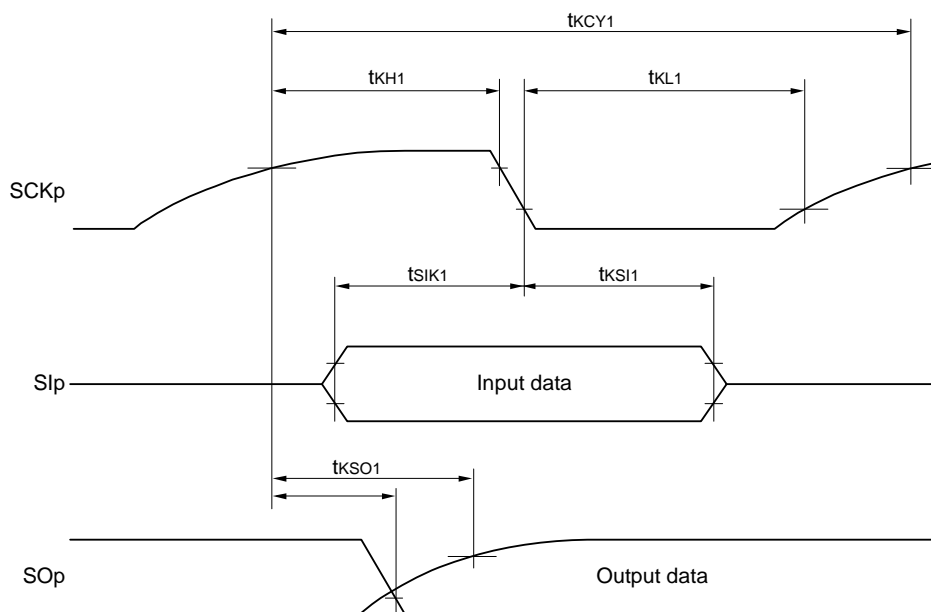 tKCY1
tKH1
tKL1
SCKp
tSIK1
tKSI1
SIp
Input data
tKSO1
SOp
Output data